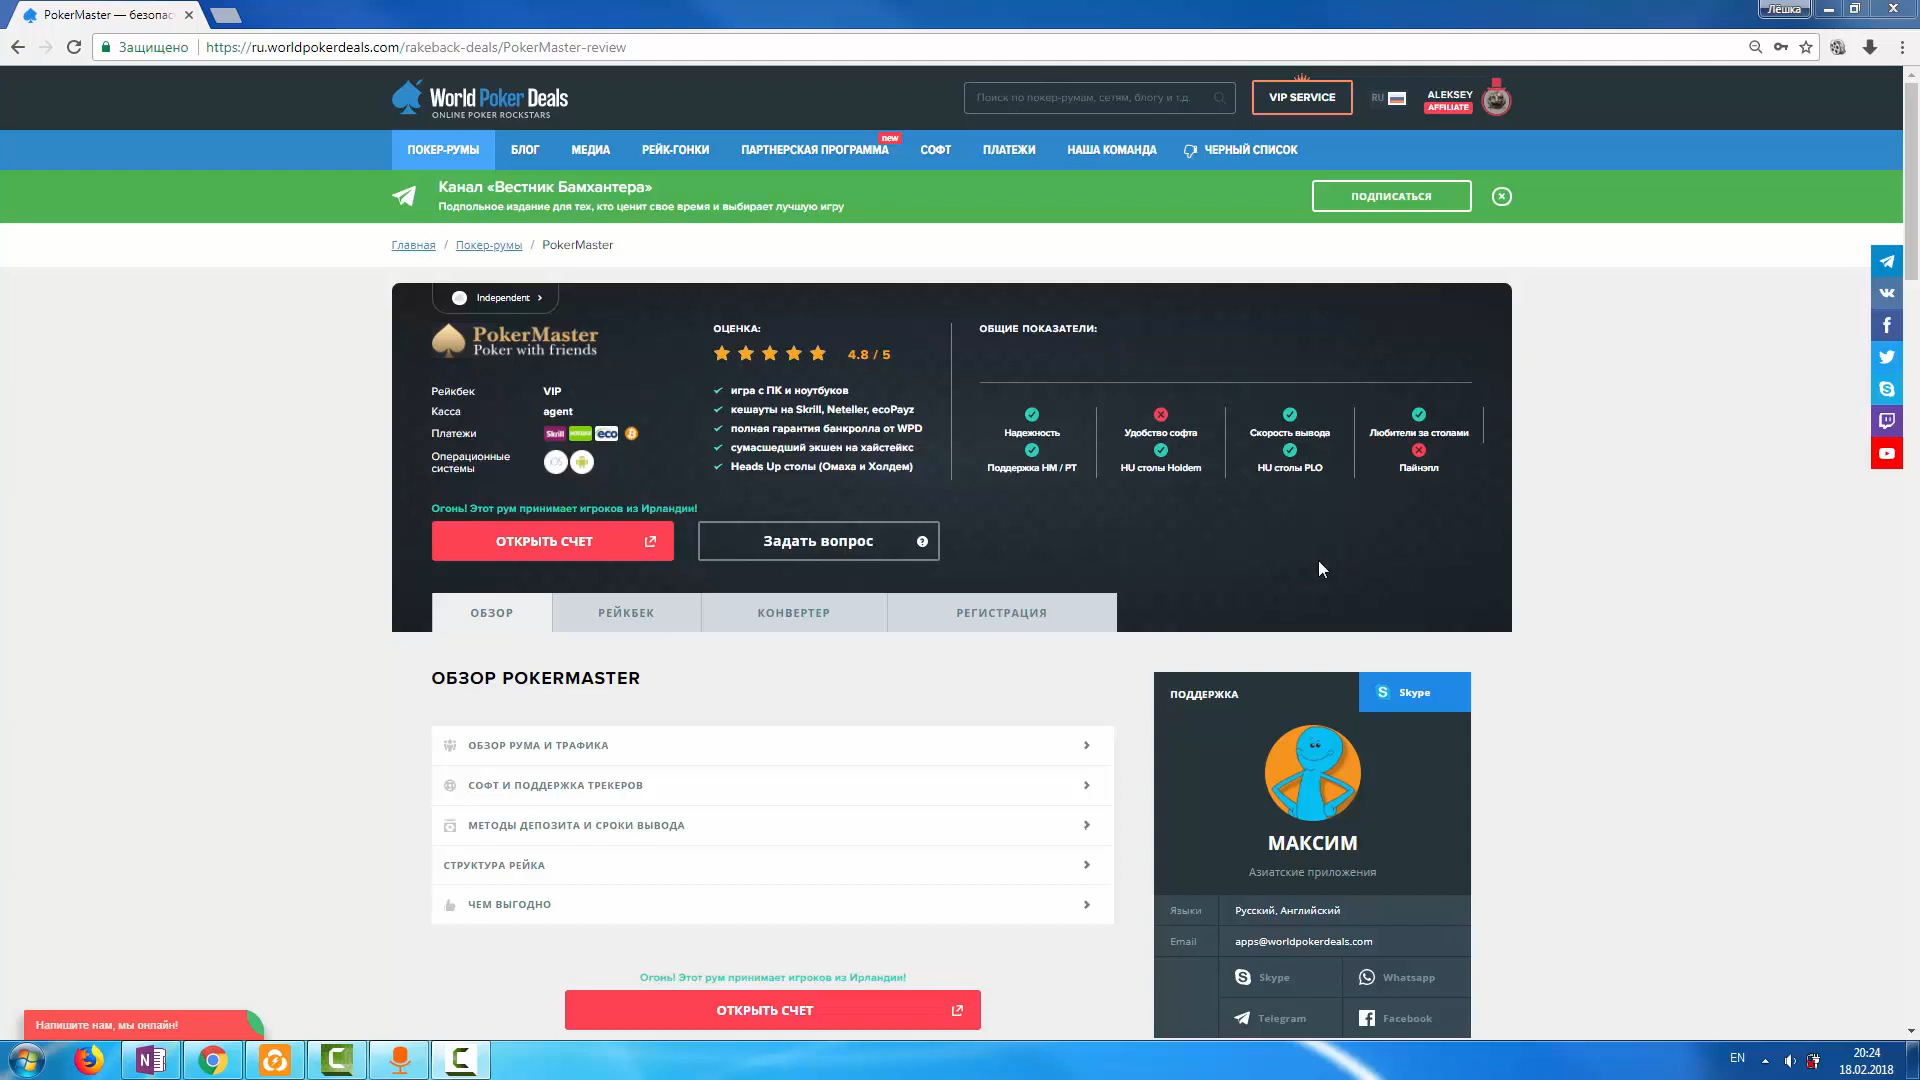 PokerMaster — безопас
Лёшка
Защищено
https://ru.worldpokerdeals.com/rakeback-deals/PokerMaster-review
World Poker Deals
ONLINE POKER ROCKSTARS
Поиск по покер-румам, сетям, блогу и т.д.
VIP SERVICE
RU
ALEKSEY
AFFILIATE
ПОКЕР-РУМЫ
БЛОГ
МЕДИА
РЕЙК-ГОНКИ
ПАРТНЕРСКАЯ ПРОГРАММА
new
СОФТ
ПЛАТЕЖИ
НАША КОМАНДА
ЧЕРНЫЙ СПИСОК
Канал «Вестник Бамхантера»
Подпольное издание для тех, кто ценит свое время и выбирает лучшую игру
ПОДПИСАТЬСЯ
Главная / Покер-румы / PokerMaster
Independent
PokerMaster
Poker with friends
Рейкбек VIP
Касса agent
Платежи
Skrill
eco
Операционные
системы
iOS
ОЦЕНКА:
4.8 / 5
игра с ПК и ноутбуков
кешауты на Skrill, Neteller, ecoPayz
полная гарантия банкролла от WPD
сумасшедший экшен на хайстейкс
Heads Up столы (Омаха и Холдем)
ОБЩИЕ ПОКАЗАТЕЛИ:
Надежность
Удобство софта
Скорость вывода
Любители за столами
Поддержка HM / PT
HU столы Holdem
HU столы PLO
Пайнэпл
Огонь! Этот рум принимает игроков из Ирландии!
ОТКРЫТЬ СЧЕТ
Задать вопрос
ОБЗОР
РЕЙКБЕК
КОНВЕРТЕР
РЕГИСТРАЦИЯ
ОБЗОР POKERMASTER
ОБЗОР РУМА И ТРАФИКА
СОФТ И ПОДДЕРЖКА ТРЕКЕРОВ
МЕТОДЫ ДЕПОЗИТА И СРОКИ ВЫВОДА
СТРУКТУРА РЕЙКА
ЧЕМ ВЫГОДНО
Огонь! Этот рум принимает игроков из Ирландии!
ОТКРЫТЬ СЧЕТ
ПОДДЕРЖКА
Skype
МАКСИМ
Азиатские приложения
Языки Русский, Английский
Email apps@worldpokerdeals.com
Skype
Whatsapp
Telegram
Facebook
Напишите нам, мы онлайн!
EN
20:24
18.02.2018